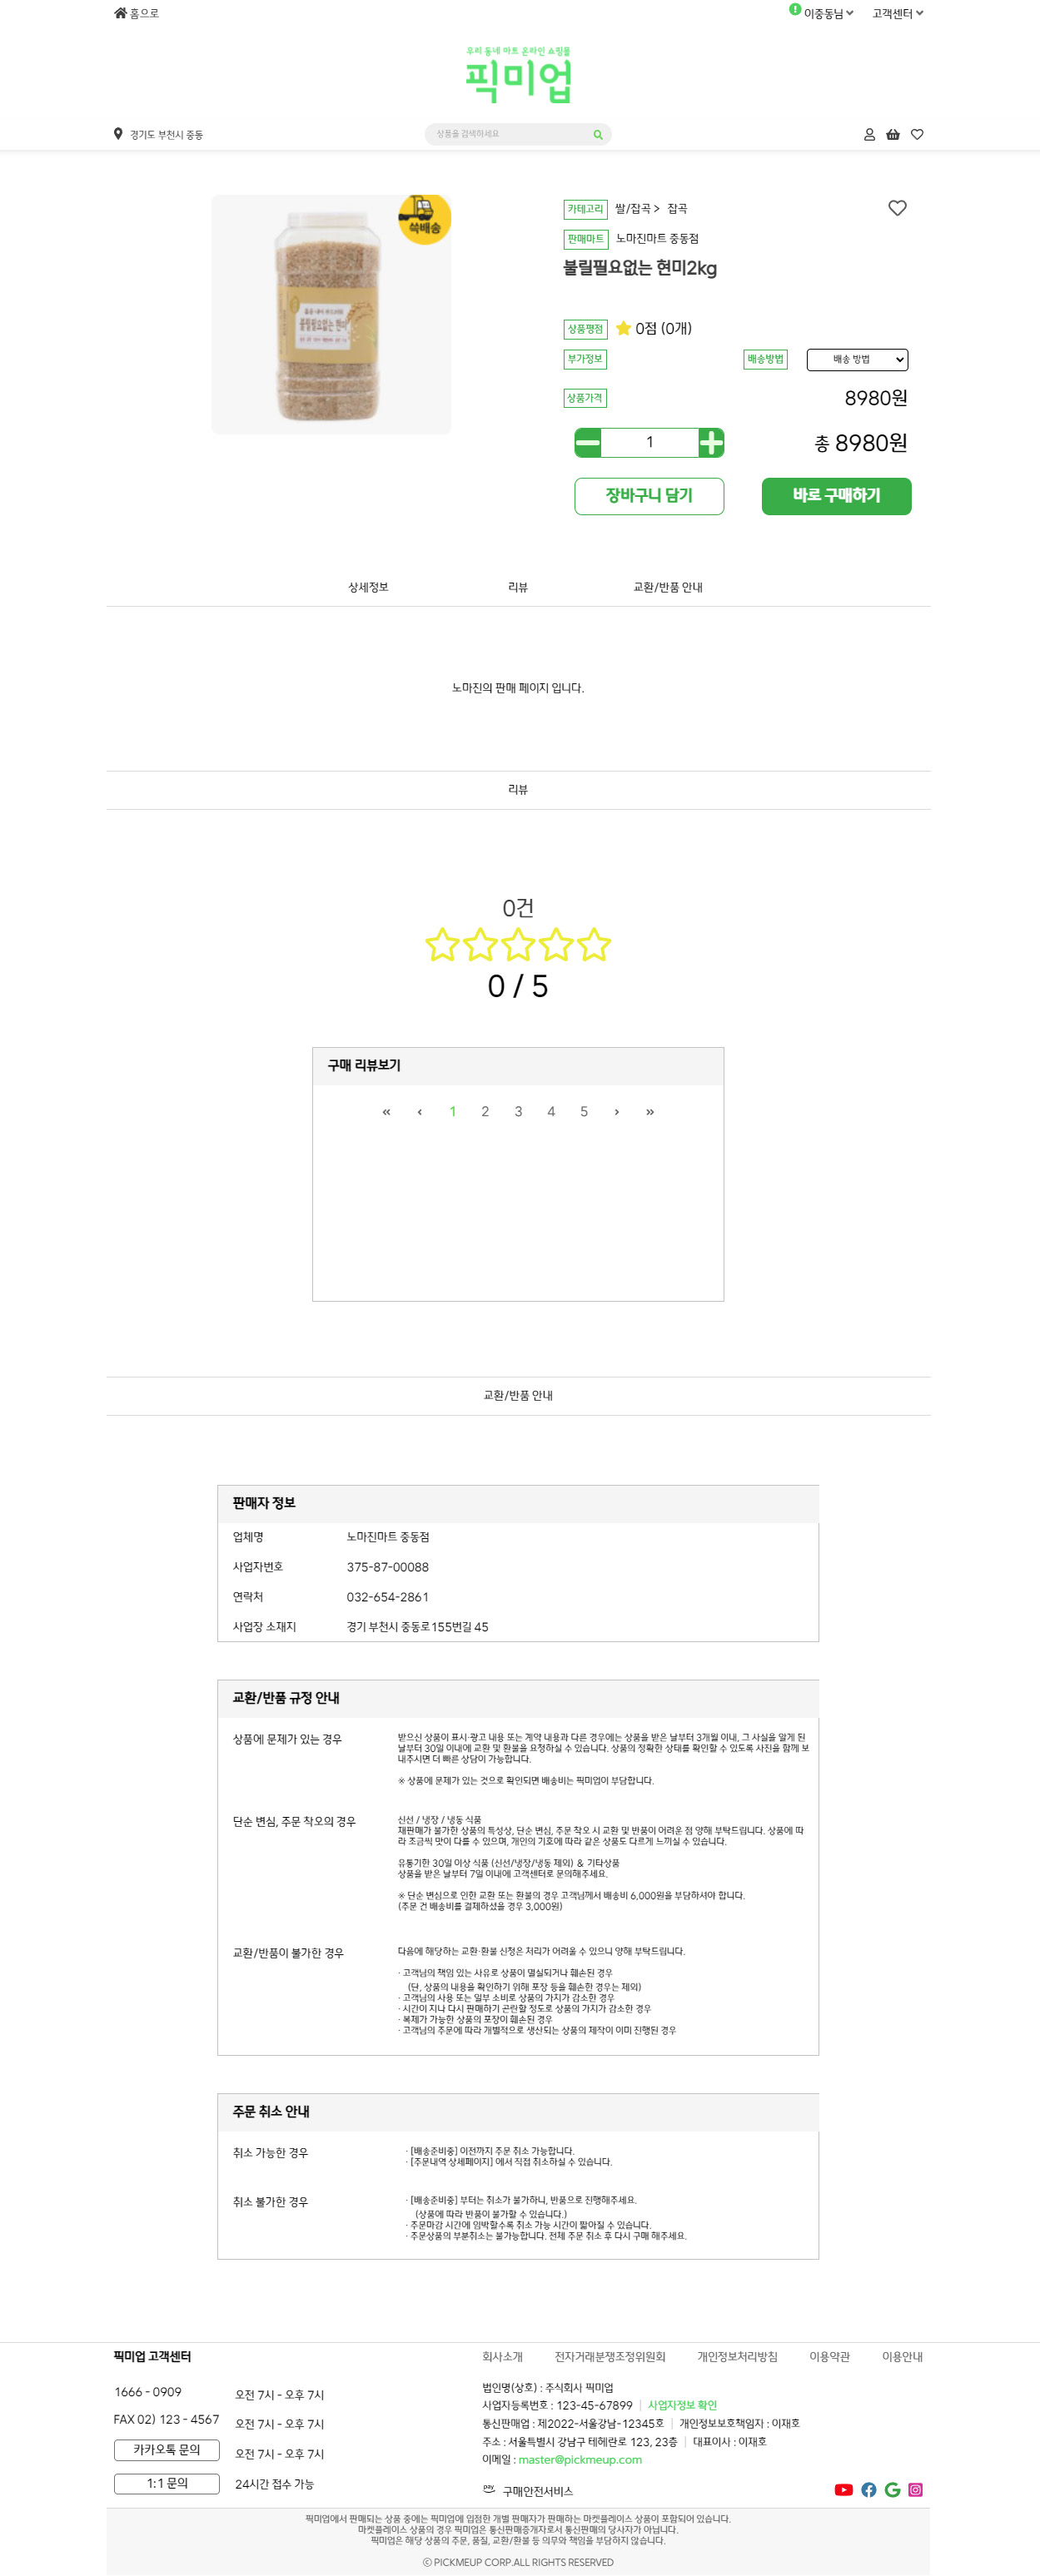 홈으로
이중동님
고객센터
우리 동네 마트 온라인 쇼핑몰
픽미업
경기도 부천시 중동
상품을 검색하세요
쓱배송
불릴필요없는 현미
카테고리 쌀/잡곡 > 잡곡
판매마트 노마진마트 중동점
불릴필요없는 현미2kg
상품평점 0점 (0개)
부가정보
배송방법 배송 방법
상품가격 8980원
1
총 8980원
장바구니 담기
바로 구매하기
상세정보
리뷰
교환/반품 안내
노마진의 판매 페이지 입니다.
리뷰
0건
0 / 5
구매 리뷰보기
« ‹ 1 2 3 4 5 › »
교환/반품 안내
판매자 정보
업체명 노마진마트 중동점
사업자번호 375-87-00088
연락처 032-654-2861
사업장 소재지 경기 부천시 중동로155번길 45
교환/반품 규정 안내
상품에 문제가 있는 경우
받으신 상품이 표시·광고 내용 또는 계약 내용과 다른 경우에는 상품을 받은 날부터 3개월 이내, 그 사실을 알게 된
날부터 30일 이내에 교환 및 환불을 요청하실 수 있습니다. 상품의 정확한 상태를 확인할 수 있도록 사진을 함께 보
내주시면 더 빠른 상담이 가능합니다.
※ 상품에 문제가 있는 것으로 확인되면 배송비는 픽미업이 부담합니다.
단순 변심, 주문 착오의 경우
신선 / 냉장 / 냉동 식품
재판매가 불가한 상품의 특성상, 단순 변심, 주문 착오 시 교환 및 반품이 어려운 점 양해 부탁드립니다. 상품에 따
라 조금씩 맛이 다를 수 있으며, 개인의 기호에 따라 같은 상품도 다르게 느끼실 수 있습니다.
유통기한 30일 이상 식품 (신선/냉장/냉동 제외) & 기타상품
상품을 받은 날부터 7일 이내에 고객센터로 문의해주세요.
※ 단순 변심으로 인한 교환 또는 환불의 경우 고객님께서 배송비 6,000원을 부담하셔야 합니다.
(주문 건 배송비를 결제하셨을 경우 3,000원)
교환/반품이 불가한 경우
다음에 해당하는 교환·환불 신청은 처리가 어려울 수 있으니 양해 부탁드립니다.
· 고객님의 책임 있는 사유로 상품이 멸실되거나 훼손된 경우
(단, 상품의 내용을 확인하기 위해 포장 등을 훼손한 경우는 제외)
· 고객님의 사용 또는 일부 소비로 상품의 가치가 감소한 경우
· 시간이 지나 다시 판매하기 곤란할 정도로 상품의 가치가 감소한 경우
· 복제가 가능한 상품의 포장이 훼손된 경우
· 고객님의 주문에 따라 개별적으로 생산되는 상품의 제작이 이미 진행된 경우
주문 취소 안내
취소 가능한 경우
· [배송준비중] 이전까지 주문 취소 가능합니다.
· [주문내역 상세페이지] 에서 직접 취소하실 수 있습니다.
취소 불가한 경우
· [배송준비중] 부터는 취소가 불가하니, 반품으로 진행해주세요.
(상품에 따라 반품이 불가할 수 있습니다.)
· 주문마감 시간에 임박할수록 취소 가능 시간이 짧아질 수 있습니다.
· 주문상품의 부분취소는 불가능합니다. 전체 주문 취소 후 다시 구매 해주세요.
픽미업 고객센터
1666 - 0909 오전 7시 - 오후 7시
FAX 02) 123 - 4567 오전 7시 - 오후 7시
카카오톡 문의 오전 7시 - 오후 7시
1:1 문의 24시간 접수 가능
회사소개 전자거래분쟁조정위원회 개인정보처리방침 이용약관 이용안내
법인명(상호) : 주식회사 픽미업
사업자등록번호 : 123-45-67899 | 사업자정보 확인
통신판매업 : 제2022-서울강남-12345호 | 개인정보보호책임자 : 이재호
주소 : 서울특별시 강남구 테헤란로 123, 23층 | 대표이사 : 이재호
이메일 : master@pickmeup.com
구매안전서비스
픽미업에서 판매되는 상품 중에는 픽미업에 입점한 개별 판매자가 판매하는 마켓플레이스 상품이 포함되어 있습니다.
마켓플레이스 상품의 경우 픽미업은 통신판매중개자로서 통신판매의 당사자가 아닙니다.
픽미업은 해당 상품의 주문, 품질, 교환/환불 등 의무와 책임을 부담하지 않습니다.
ⓒ PICKMEUP CORP.ALL RIGHTS RESERVED